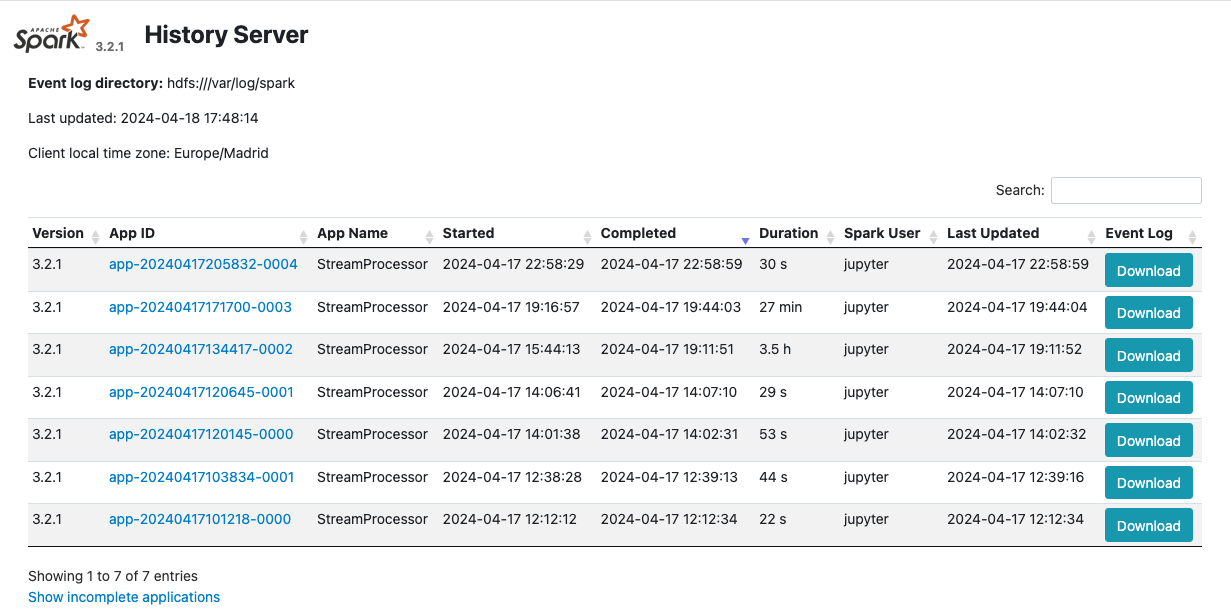 APACHE
Spark 3.2.1 History Server
Event log directory: hdfs:///var/log/spark
Last updated: 2024-04-18 17:48:14
Client local time zone: Europe/Madrid
Search:
Version App ID App Name Started Completed Duration Spark User Last Updated Event Log
3.2.1 app-20240417205832-0004 StreamProcessor 2024-04-17 22:58:29 2024-04-17 22:58:59 30 s jupyter 2024-04-17 22:58:59 Download
3.2.1 app-20240417171700-0003 StreamProcessor 2024-04-17 19:16:57 2024-04-17 19:44:03 27 min jupyter 2024-04-17 19:44:04 Download
3.2.1 app-20240417134417-0002 StreamProcessor 2024-04-17 15:44:13 2024-04-17 19:11:51 3.5 h jupyter 2024-04-17 19:11:52 Download
3.2.1 app-20240417120645-0001 StreamProcessor 2024-04-17 14:06:41 2024-04-17 14:07:10 29 s jupyter 2024-04-17 14:07:10 Download
3.2.1 app-20240417120145-0000 StreamProcessor 2024-04-17 14:01:38 2024-04-17 14:02:31 53 s jupyter 2024-04-17 14:02:32 Download
3.2.1 app-20240417103834-0001 StreamProcessor 2024-04-17 12:38:28 2024-04-17 12:39:13 44 s jupyter 2024-04-17 12:39:16 Download
3.2.1 app-20240417101218-0000 StreamProcessor 2024-04-17 12:12:12 2024-04-17 12:12:34 22 s jupyter 2024-04-17 12:12:34 Download
Showing 1 to 7 of 7 entries
Show incomplete applications